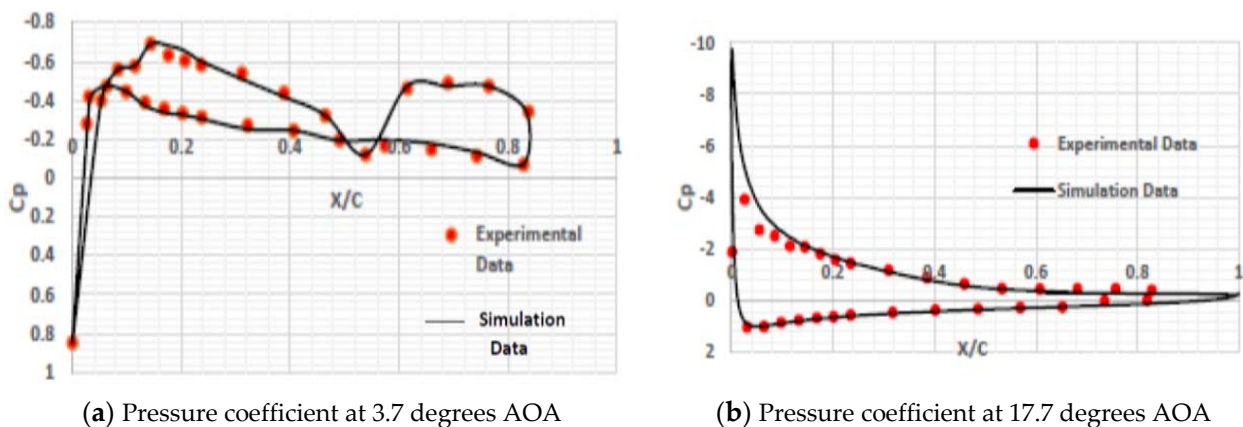 -0.8
-0.6
-0.4
-0.2
0
0.2
0.4
0.6
0.8
1
0
0.2
0.4
0.6
0.8
1
Cp
X/C
Experimental
Data
Simulation
Data
(a) Pressure coefficient at 3.7 degrees AOA
-10
-8
-6
-4
-2
0
2
0
0.2
0.4
0.6
0.8
1
Cp
X/C
Experimental Data
Simulation Data
(b) Pressure coefficient at 17.7 degrees AOA